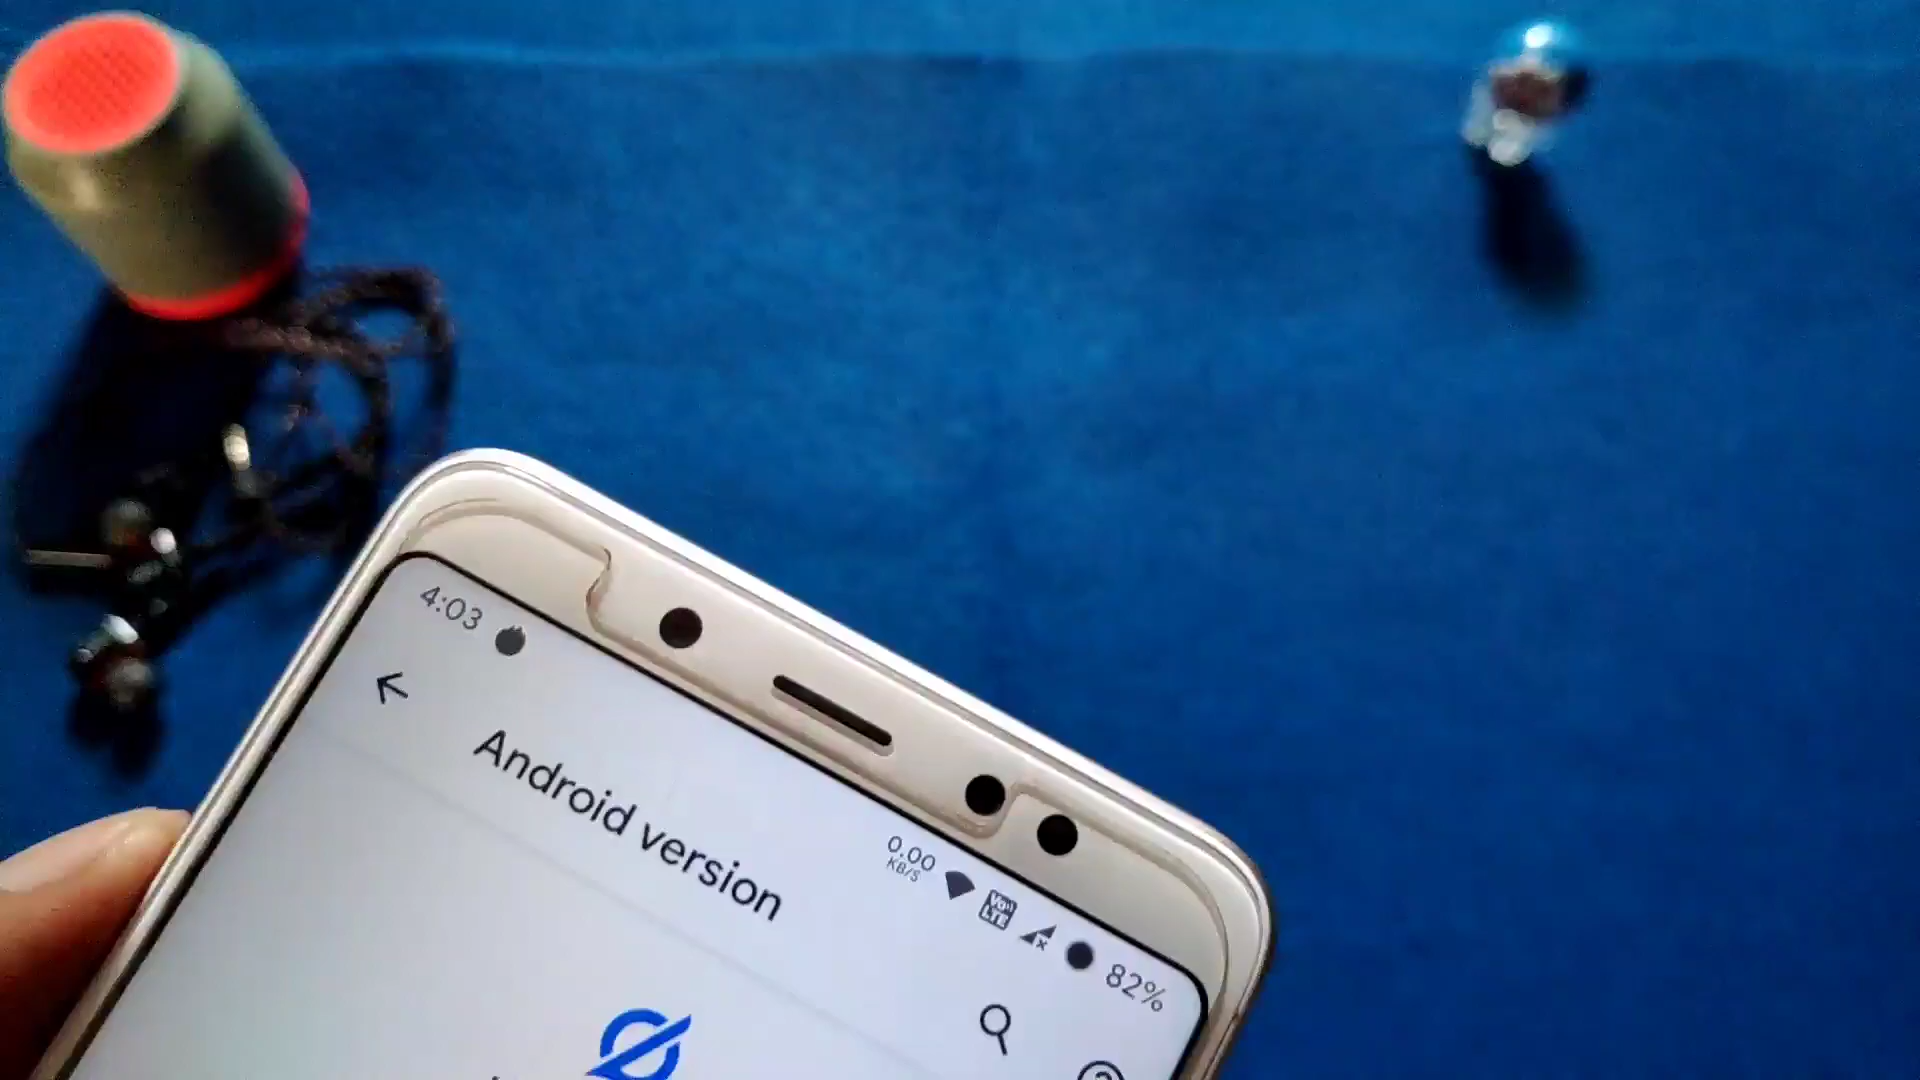 4:03
0.00
KB/S
Vo))
LTE
82%
Android version